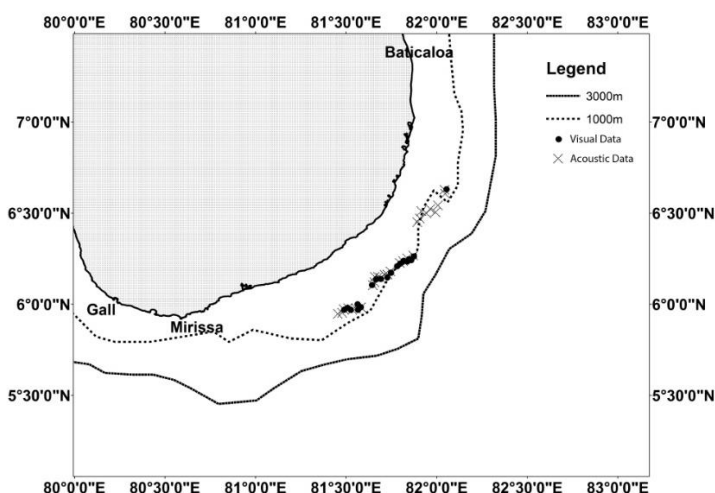 80°0'0"E 80°30'0"E 81°0'0"E 81°30'0"E 82°0'0"E 82°30'0"E 83°0'0"E
Baticaloa
Legend
3000m
1000m
Visual Data
Acoustic Data
7°0'0"N 7°0'0"N
6°30'0"N 6°30'0"N
6°0'0"N 6°0'0"N
Gall
Mirissa
5°30'0"N 5°30'0"N
80°0'0"E 80°30'0"E 81°0'0"E 81°30'0"E 82°0'0"E 82°30'0"E 83°0'0"E